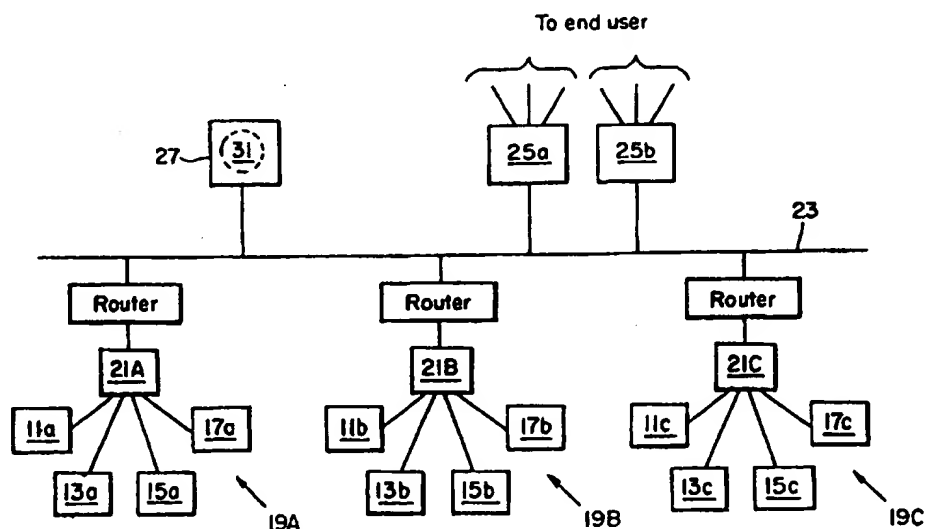 To end user
27
31
25a
25b
23
Router
Router
Router
21A
21B
21C
11a
17a
11b
17b
11c
17c
13a
15a
13b
15b
13c
15c
19A
19B
19C